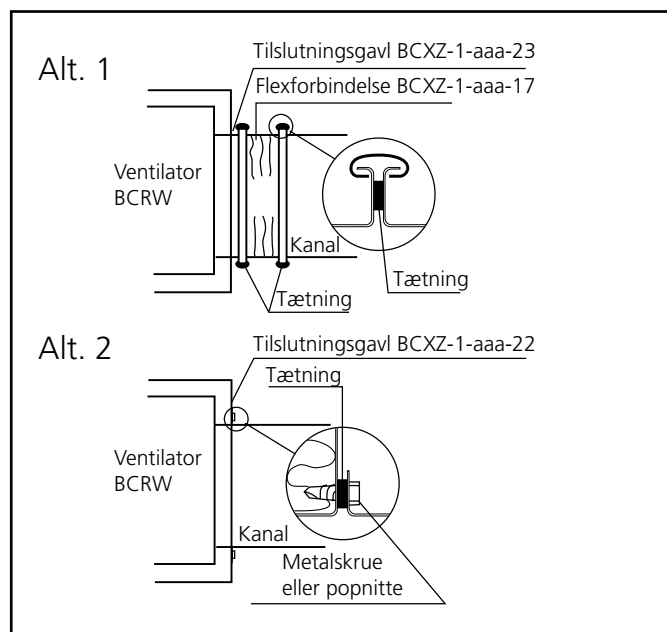 Alt. 1
Tilslutningsgavl BCXZ-1-aaa-23
Flexforbindelse BCXZ-1-aaa-17
Ventilator
BCRW
Kanal
Tætning
Tætning
Alt. 2
Tilslutningsgavl BCXZ-1-aaa-22
Tætning
Ventilator
BCRW
Kanal
Metalskrue
eller popnitte